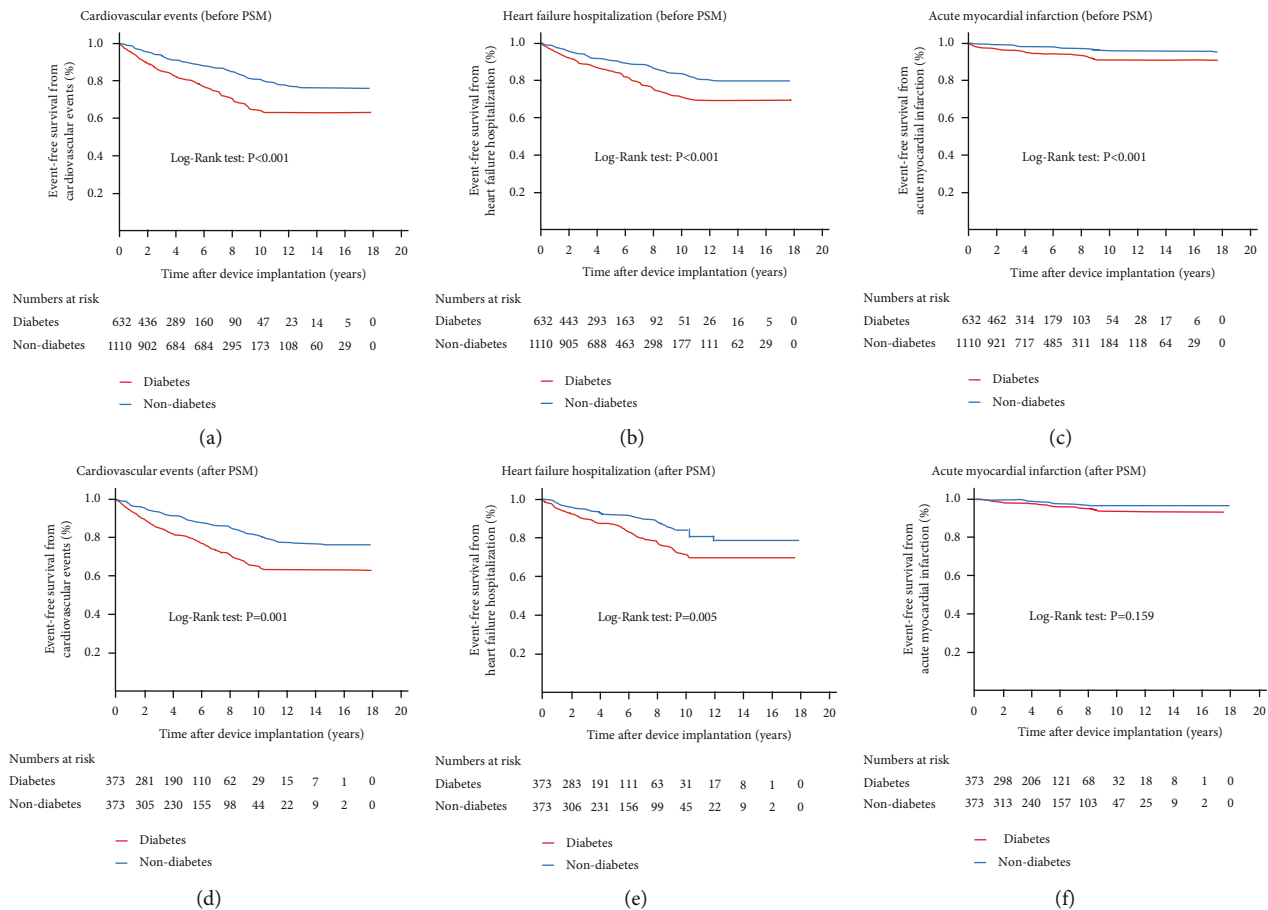 Cardiovascular events (before PSM)
Event-free survival from
cardiovascular events (%)
1.0
0.8
0.6
0.4
0.2
Log-Rank test: P<0.001
0 2 4 6 8 10 12 14 16 18 20
Time after device implantation (years)
Numbers at risk
Diabetes 632 436 289 160 90 47 23 14 5 0
Non-diabetes 1110 902 684 684 295 173 108 60 29 0
Diabetes
Non-diabetes
(a)
Heart failure hospitalization (before PSM)
Event-free survival from
heart failure hospitalization (%)
1.0
0.8
0.6
0.4
0.2
Log-Rank test: P<0.001
0 2 4 6 8 10 12 14 16 18 20
Time after device implantation (years)
Numbers at risk
Diabetes 632 443 293 163 92 51 26 16 5 0
Non-diabetes 1110 905 688 463 298 177 111 62 29 0
Diabetes
Non-diabetes
(b)
Acute myocardial infarction (before PSM)
Event-free survival from
acute myocardial infarction (%)
1.0
0.8
0.6
0.4
0.2
Log-Rank test: P<0.001
0 2 4 6 8 10 12 14 16 18 20
Time after device implantation (years)
Numbers at risk
Diabetes 632 462 314 179 103 54 28 17 6 0
Non-diabetes 1110 921 717 485 311 184 118 64 29 0
Diabetes
Non-diabetes
(c)
Cardiovascular events (after PSM)
Event-free survival from
cardiovascular events (%)
1.0
0.8
0.6
0.4
0.2
Log-Rank test: P=0.001
0 2 4 6 8 10 12 14 16 18 20
Time after device implantation (years)
Numbers at risk
Diabetes 373 281 190 110 62 29 15 7 1 0
Non-diabetes 373 305 230 155 98 44 22 9 2 0
Diabetes
Non-diabetes
(d)
Heart failure hospitalization (after PSM)
Event-free survival from
heart failure hospitalization (%)
1.0
0.8
0.6
0.4
0.2
Log-Rank test: P=0.005
0 2 4 6 8 10 12 14 16 18 20
Time after device implantation (years)
Numbers at risk
Diabetes 373 283 191 111 63 31 17 8 1 0
Non-diabetes 373 306 231 156 99 45 22 9 2 0
Diabetes
Non-diabetes
(e)
Acute myocardial infarction (after PSM)
Event-free survival from
acute myocardial infarction (%)
1.0
0.8
0.6
0.4
0.2
Log-Rank test: P=0.159
0 2 4 6 8 10 12 14 16 18 20
Time after device implantation (years)
Numbers at risk
Diabetes 373 298 206 121 68 32 18 8 1 0
Non-diabetes 373 313 240 157 103 47 25 9 2 0
Diabetes
Non-diabetes
(f)